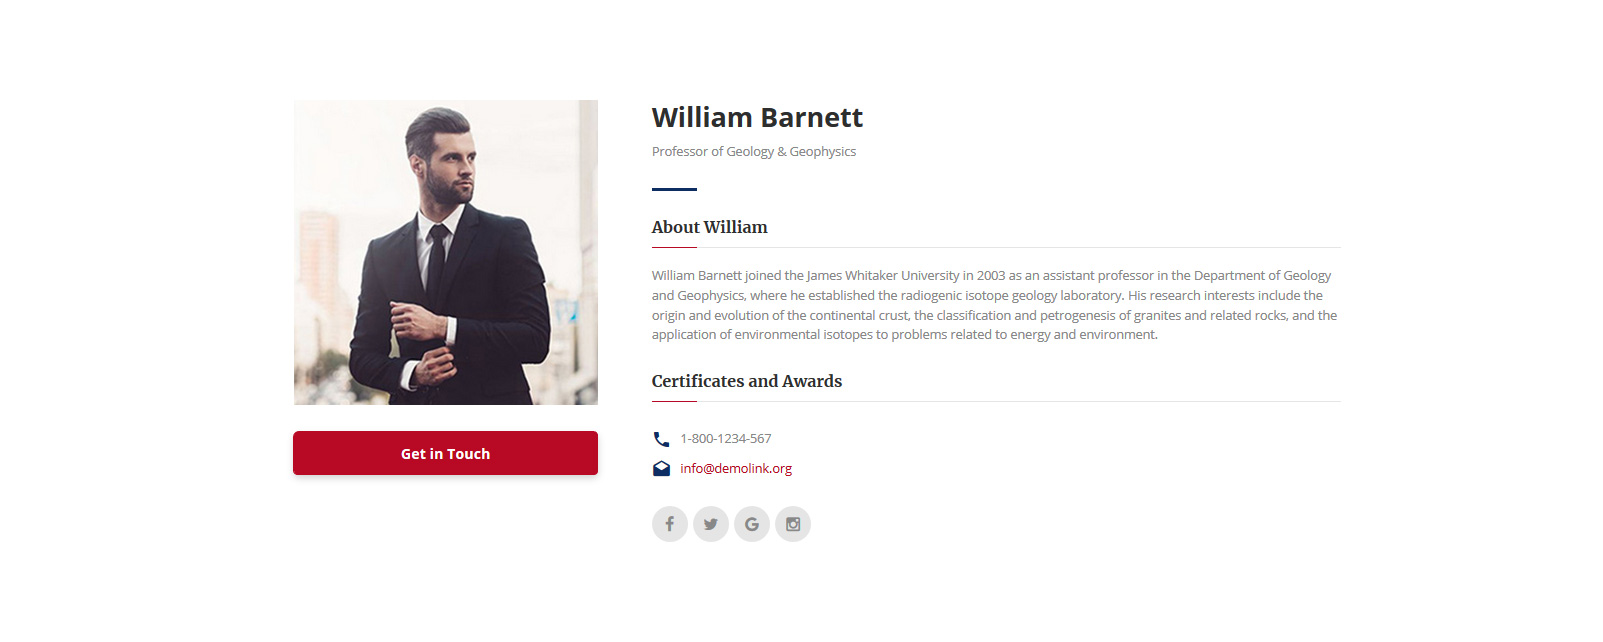 William Barnett
Professor of Geology & Geophysics
About William
William Barnett joined the James Whitaker University in 2003 as an assistant professor in the Department of Geology
and Geophysics, where he established the radiogenic isotope geology laboratory. His research interests include the
origin and evolution of the continental crust, the classification and petrogenesis of granites and related rocks, and the
application of environmental isotopes to problems related to energy and environment.
Certificates and Awards
1-800-1234-567
info@demolink.org
Get in Touch